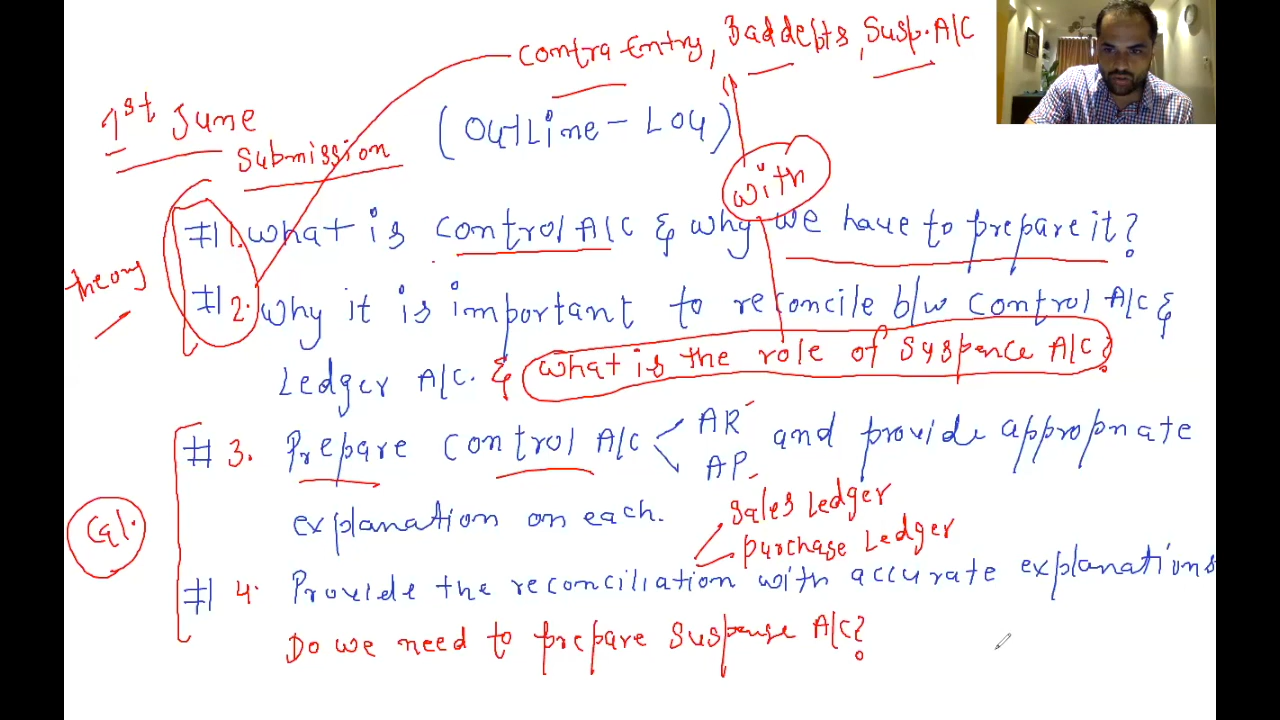 Contra Entry, Bad debts, Susp. A/C
1st June
Submission
(OutLine - LO4)
with
#1. what is control A/C & why we have to prepare it?
theory
#2. why it is important to reconcile b/w control A/C &
Ledger A/C. & what is the role of Suspence A/C?
#3. Prepare control A/C AR and provide appropriate
AP
explanation on each.
Sales Ledger
Purchase Ledger
Cal.
#4. Provide the reconciliation with accurate explanations
Do we need to prepare Suspense A/C?